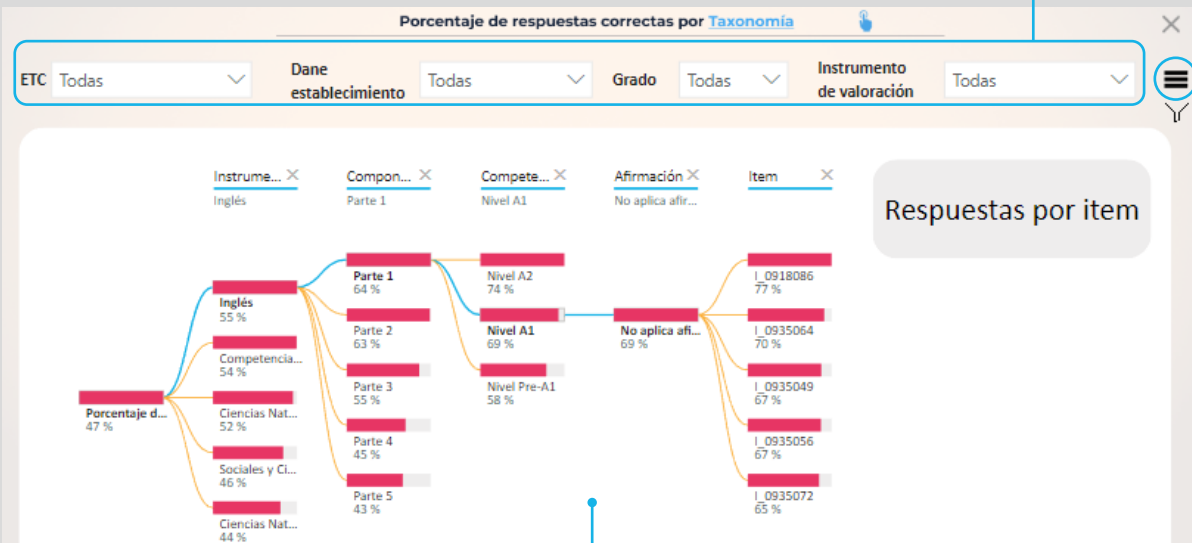 Porcentaje de respuestas correctas por Taxonomía
ETC Todas
Dane establecimiento Todas
Grado Todas
Instrumento de valoración Todas
Instrume... Compon... Compete... Afirmación Item
Inglés Parte 1 Nivel A1 No aplica afir...
Respuestas por item
Porcentaje d...
47 %
Inglés
55 %
Competencia...
54 %
Ciencias Nat...
52 %
Sociales y Ci...
46 %
Ciencias Nat...
44 %
Parte 1
64 %
Parte 2
63 %
Parte 3
55 %
Parte 4
45 %
Parte 5
43 %
Nivel A2
74 %
Nivel A1
69 %
Nivel Pre-A1
58 %
No aplica afi...
69 %
I_0918086
77 %
I_0935064
70 %
I_0935049
67 %
I_0935056
67 %
I_0935072
65 %